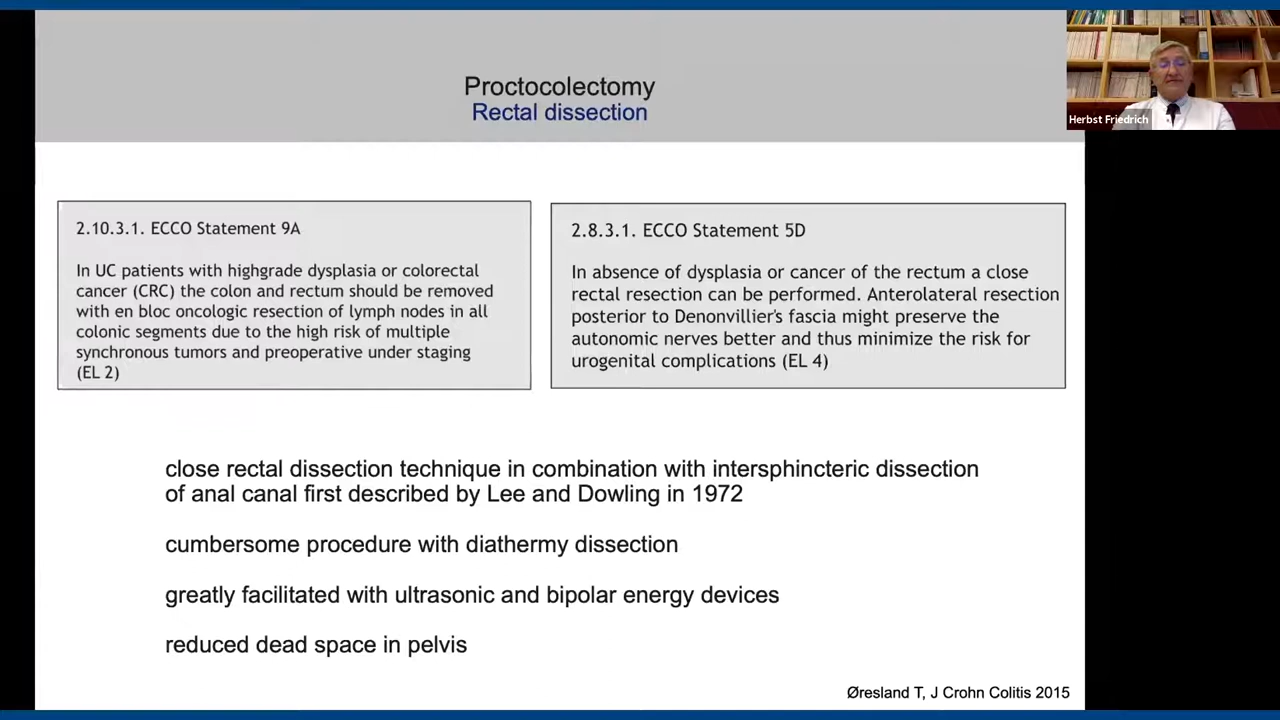 Proctocolectomy
Rectal dissection
Herbst Friedrich
2.10.3.1. ECCO Statement 9A
In UC patients with highgrade dysplasia or colorectal
cancer (CRC) the colon and rectum should be removed
with en bloc oncologic resection of lymph nodes in all
colonic segments due to the high risk of multiple
synchronous tumors and preoperative under staging
(EL 2)
2.8.3.1. ECCO Statement 5D
In absence of dysplasia or cancer of the rectum a close
rectal resection can be performed. Anterolateral resection
posterior to Denonvillier's fascia might preserve the
autonomic nerves better and thus minimize the risk for
urogenital complications (EL 4)
close rectal dissection technique in combination with intersphincteric dissection
of anal canal first described by Lee and Dowling in 1972
cumbersome procedure with diathermy dissection
greatly facilitated with ultrasonic and bipolar energy devices
reduced dead space in pelvis
Øresland T, J Crohn Colitis 2015